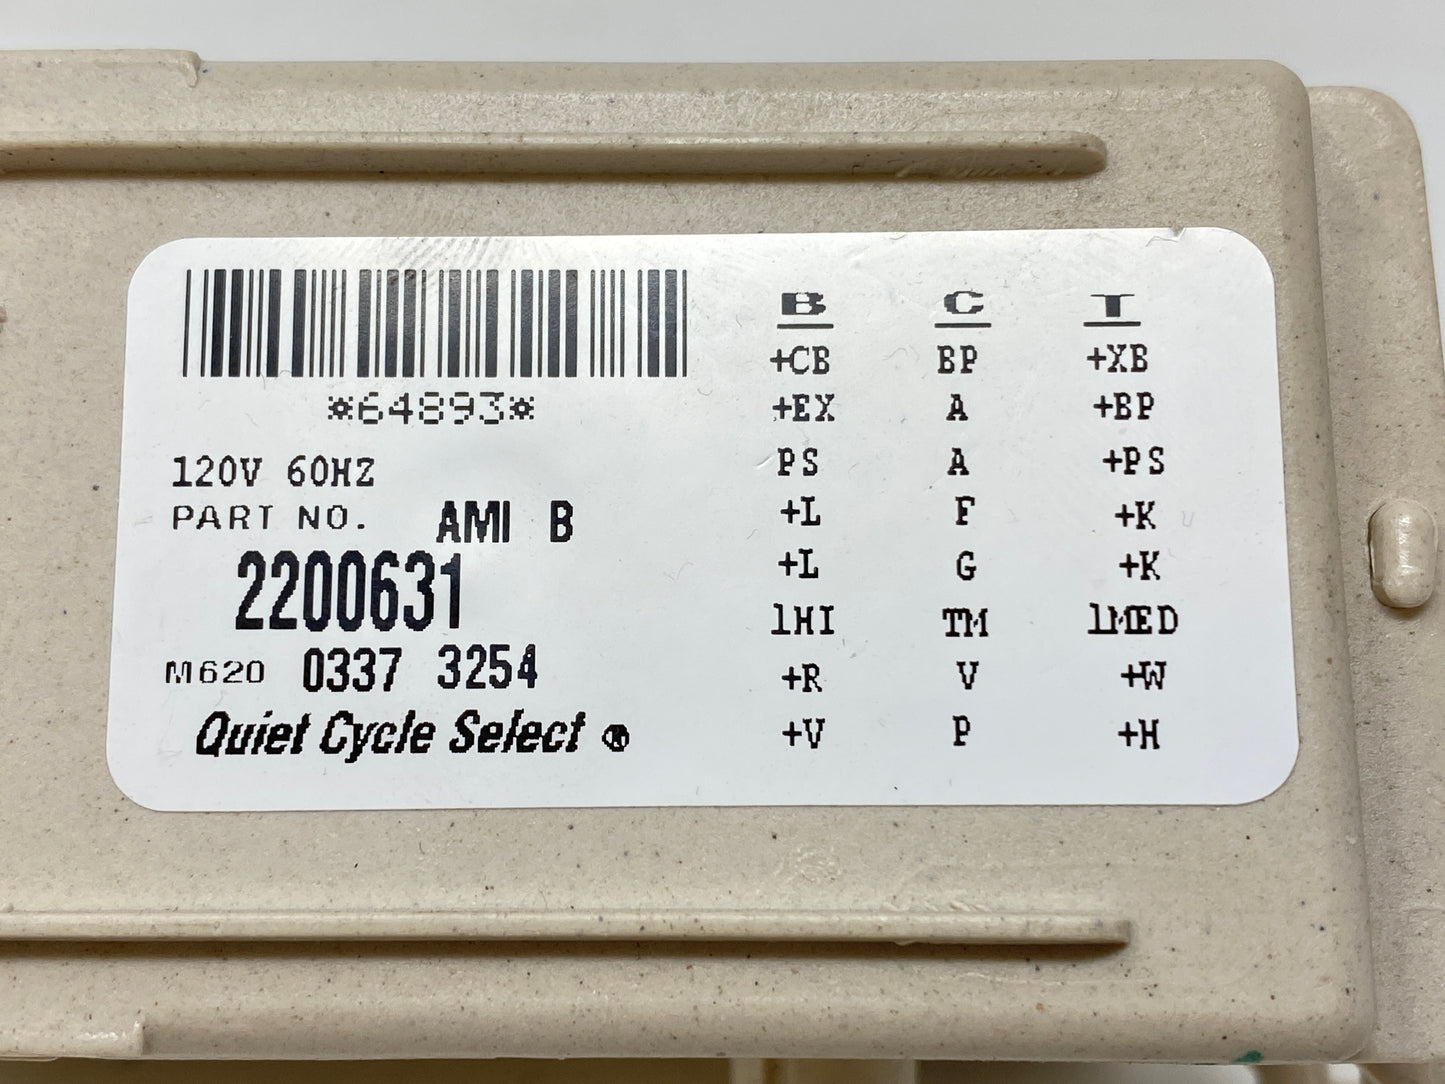 *64893*
120V 60HZ
PART NO. AMI B
2200631
M620 0337 3254
Quiet Cycle Select ®
B C T
+CB BP +XB
+EX A +BP
PS A +PS
+L F +K
+L G +K
1HI TM 1MED
+R V +W
+V P +H